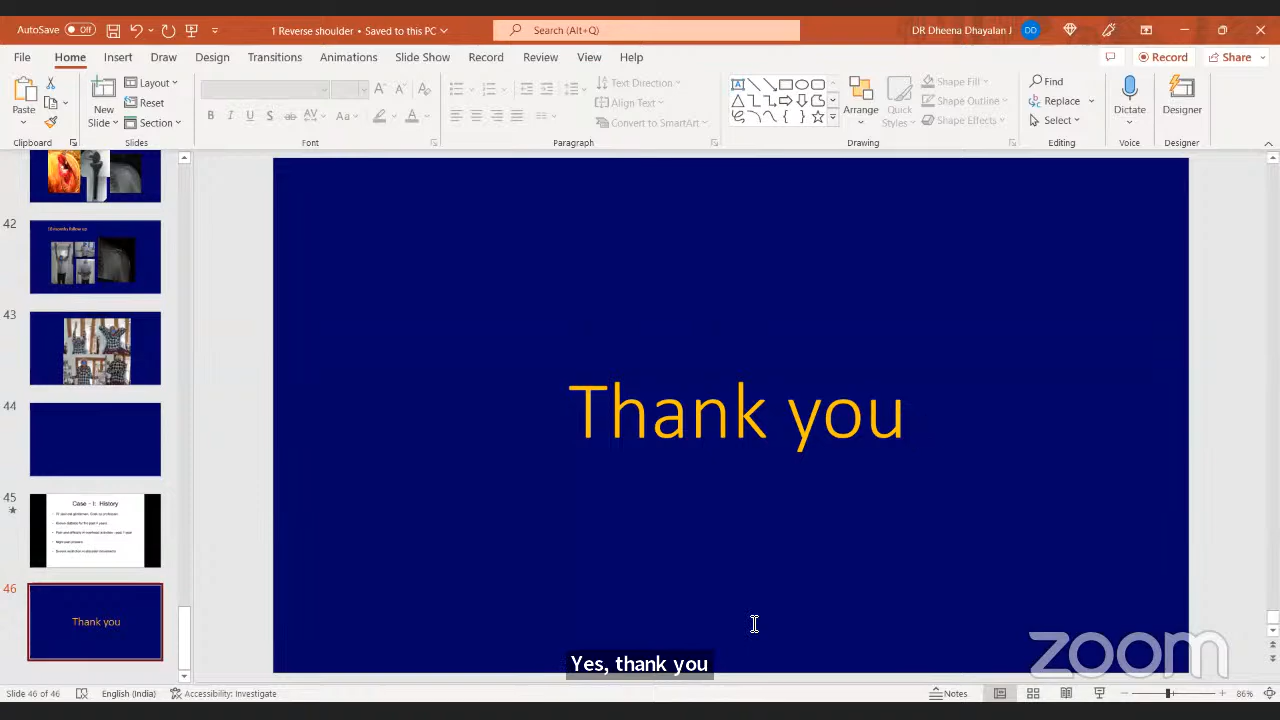 AutoSave Off
1 Reverse shoulder • Saved to this PC
Search (Alt+Q)
DR Dheena Dhayalan J DD
File Home Insert Draw Design Transitions Animations Slide Show Record Review View Help
Record Share
Paste
New Slide
Layout
Reset
Section
Text Direction
Align Text
Convert to SmartArt
Arrange
Quick Styles
Shape Fill
Shape Outline
Shape Effects
Find
Replace
Select
Dictate
Designer
Clipboard Slides Font Paragraph Drawing Editing Voice Designer
42
43
44
45
Case - I: History
46
Thank you
Thank you
Yes, thank you
zoom
Slide 46 of 46 English (India) Accessibility: Investigate Notes 86%